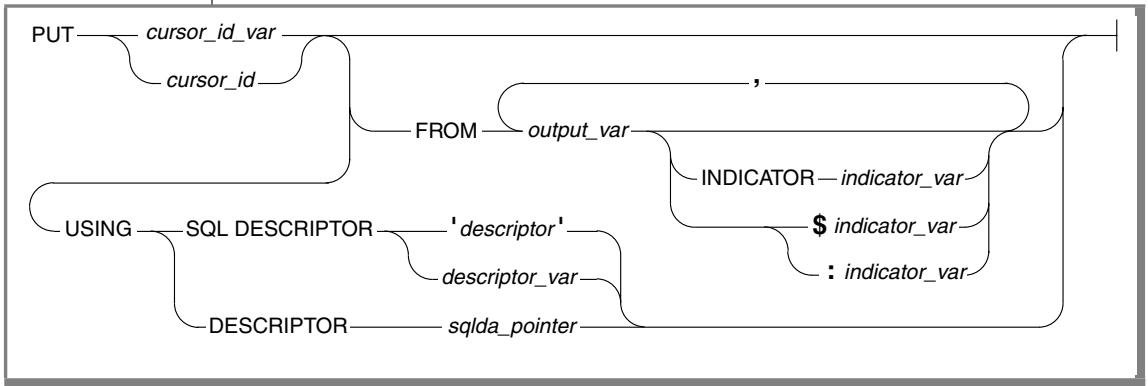 PUT cursor_id_var
cursor_id
,
FROM output_var
INDICATOR indicator_var
USING SQL DESCRIPTOR 'descriptor' $ indicator_var
descriptor_var : indicator_var
DESCRIPTOR sqlda_pointer